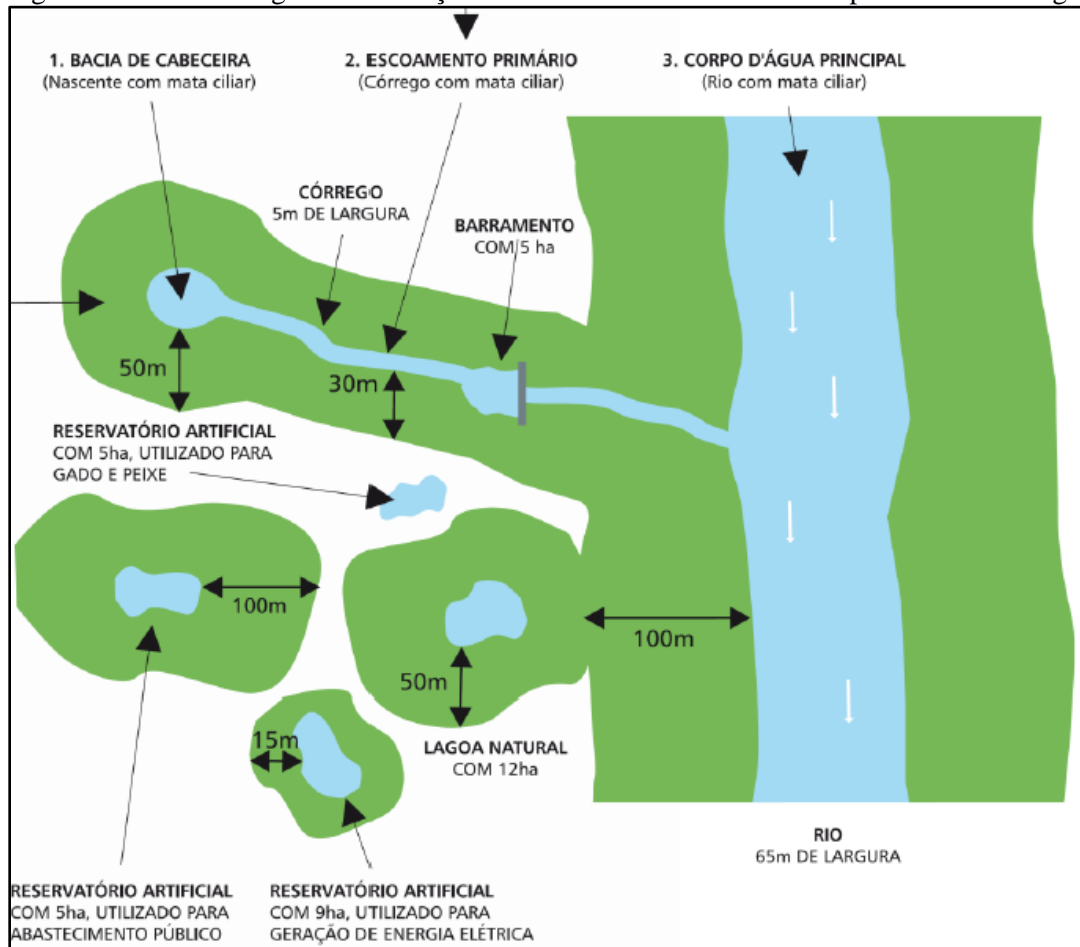 1. BACIA DE CABECEIRA
(Nascente com mata ciliar)
2. ESCOAMENTO PRIMÁRIO
(Córrego com mata ciliar)
3. CORPO D'ÁGUA PRINCIPAL
(Rio com mata ciliar)
CÓRREGO
5m DE LARGURA
BARRAMENTO
COM 5 ha
50m
30m
RESERVATÓRIO ARTIFICIAL
COM 5ha, UTILIZADO PARA
GADO E PEIXE
100m
100m
50m
15m
LAGOA NATURAL
COM 12ha
RIO
65m DE LARGURA
RESERVATÓRIO ARTIFICIAL
COM 5ha, UTILIZADO PARA
ABASTECIMENTO PÚBLICO
RESERVATÓRIO ARTIFICIAL
COM 9ha, UTILIZADO PARA
GERAÇÃO DE ENERGIA ELÉTRICA